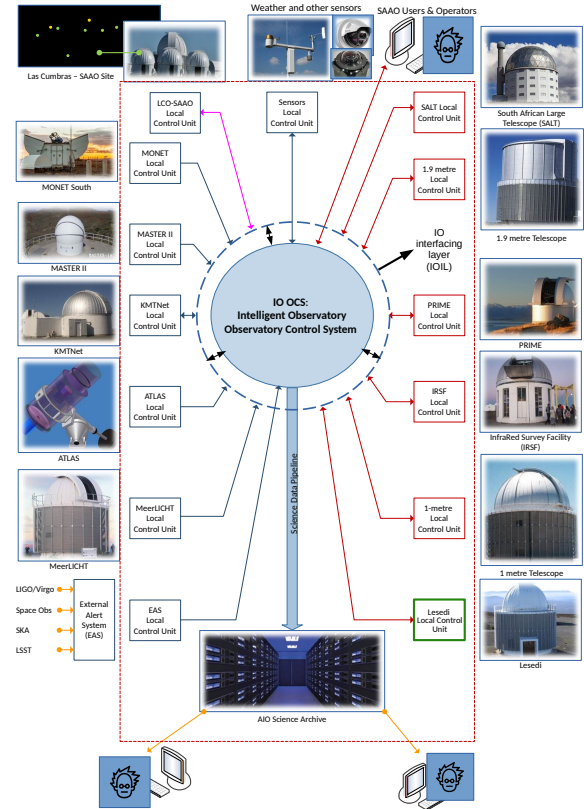 Weather and other sensors
SAAO Users & Operators
Las Cumbras – SAAO Site
LCO-SAAO
Local
Control Unit
Sensors
Local
Control Unit
SALT Local
Control Unit
South African Large
Telescope (SALT)
MONET
Local
Control Unit
MONET South
1.9 metre
Local
Control Unit
1.9 metre Telescope
MASTER II
Local
Control Unit
MASTER II
IO
interfacing
layer
(IOIL)
KMTNet
Local
Control Unit
KMTNet
IO OCS:
Intelligent Observatory
Observatory Control System
PRIME
Local
Control Unit
PRIME
ATLAS
Local
Control Unit
ATLAS
IRSF
Local
Control Unit
InfraRed Survey Facility
(IRSF)
Science Data Pipeline
MeerLICHT
Local
Control Unit
MeerLICHT
1-metre
Local
Control Unit
1 metre Telescope
LIGO/Virgo
Space Obs
SKA
LSST
External
Alert
System
(EAS)
EAS
Local
Control Unit
Lesedi
Local Control
Unit
Lesedi
AIO Science Archive